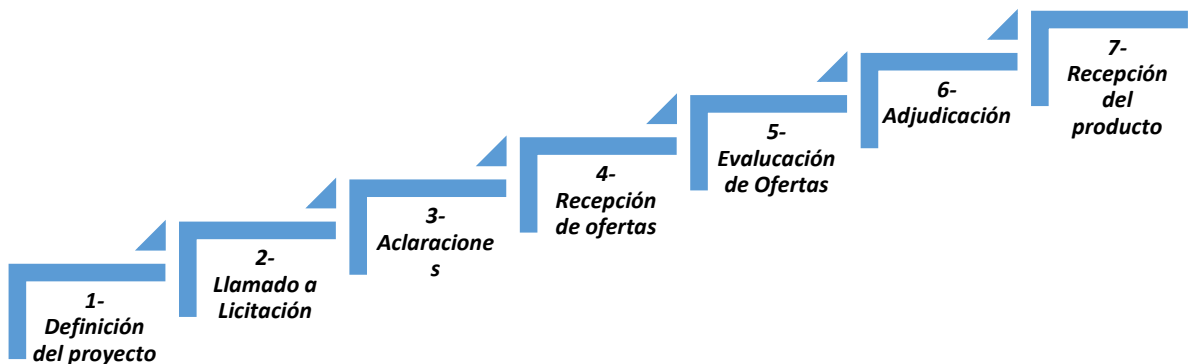 1-
Definición
del proyecto
2-
Llamado a
Licitación
3-
Aclaracione
s
4-
Recepción
de ofertas
5-
Evalucación
de Ofertas
6-
Adjudicación
7-
Recepción
del
producto